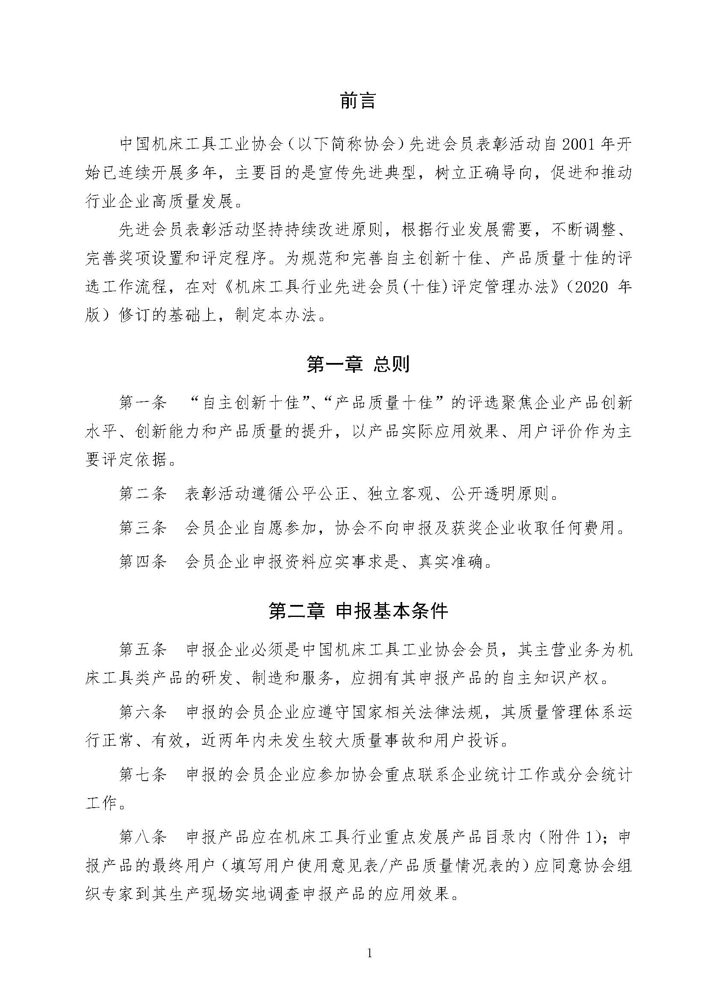 前言
中国机床工具工业协会（以下简称协会）先进会员表彰活动自 2001 年开
始已连续开展多年，主要目的是宣传先进典型，树立正确导向，促进和推动
行业企业高质量发展。
先进会员表彰活动坚持持续改进原则，根据行业发展需要，不断调整、
完善奖项设置和评定程序。为规范和完善自主创新十佳、产品质量十佳的评
选工作流程，在对《机床工具行业先进会员(十佳)评定管理办法》（2020 年
版）修订的基础上，制定本办法。
第一章 总则
第一条 “自主创新十佳”、“产品质量十佳”的评选聚焦企业产品创新
水平、创新能力和产品质量的提升，以产品实际应用效果、用户评价作为主
要评定依据。
第二条 表彰活动遵循公平公正、独立客观、公开透明原则。
第三条 会员企业自愿参加，协会不向申报及获奖企业收取任何费用。
第四条 会员企业申报资料应实事求是、真实准确。
第二章 申报基本条件
第五条 申报企业必须是中国机床工具工业协会会员，其主营业务为机
床工具类产品的研发、制造和服务，应拥有其申报产品的自主知识产权。
第六条 申报的会员企业应遵守国家相关法律法规，其质量管理体系运
行正常、有效，近两年内未发生较大质量事故和用户投诉。
第七条 申报的会员企业应参加协会重点联系企业统计工作或分会统计
工作。
第八条 申报产品应在机床工具行业重点发展产品目录内（附件 1）；申
报产品的最终用户（填写用户使用意见表/产品质量情况表的）应同意协会组
织专家到其生产现场实地调查申报产品的应用效果。
1